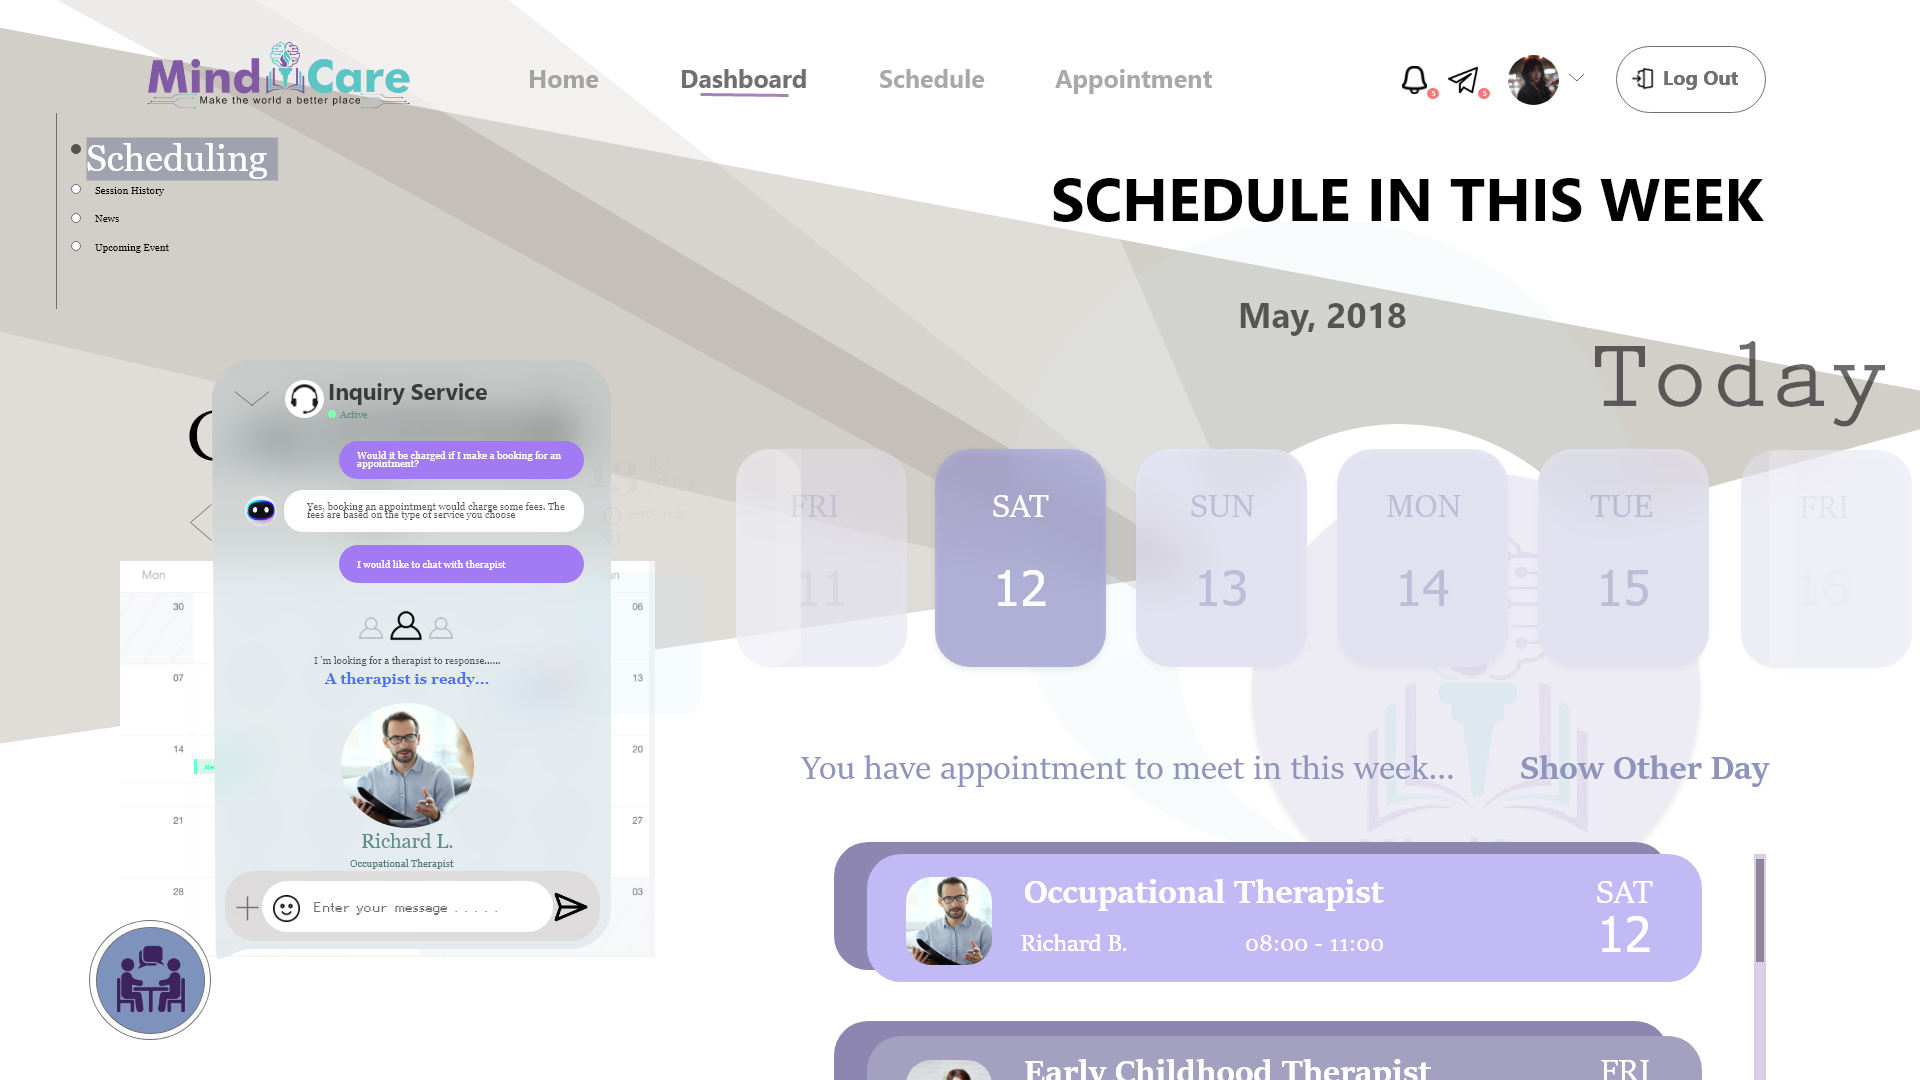 Mind Care
Make the world a better place
Home
Dashboard
Schedule
Appointment
5
5
Log Out
Scheduling
Session History
News
Upcoming Event
SCHEDULE IN THIS WEEK
May, 2018
Today
Inquiry Service
Active
Would it be charged if I make a booking for an
appointment?
Yes, booking an appointment would charge some fees. The
fees are based on the type of service you choose
I would like to chat with therapist
I 'm looking for a therapist to response......
A therapist is ready...
Richard L.
Occupational Therapist
Enter your message . . . . .
Mon
30
07
14
21
28
06
13
20
27
03
13
FRI
11
SAT
12
SUN
13
MON
14
TUE
15
FRI
16
You have appointment to meet in this week...
Show Other Day
Occupational Therapist
Richard B.
08:00 - 11:00
SAT
12
Early Childhood Therapist
FRI